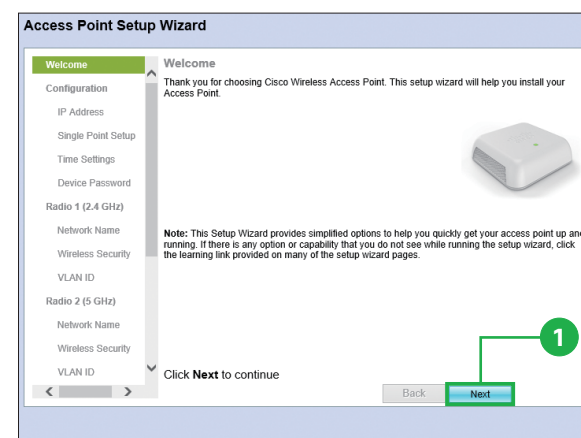 Access Point Setup Wizard
Welcome
Configuration
IP Address
Single Point Setup
Time Settings
Device Password
Radio 1 (2.4 GHz)
Network Name
Wireless Security
VLAN ID
Radio 2 (5 GHz)
Network Name
Wireless Security
VLAN ID
Welcome
Thank you for choosing Cisco Wireless Access Point. This setup wizard will help you install your
Access Point.
Note: This Setup Wizard provides simplified options to help you quickly get your access point up and
running. If there is any option or capability that you do not see while running the setup wizard, click
the learning link provided on many of the setup wizard pages.
1
Click Next to continue
Back
Next